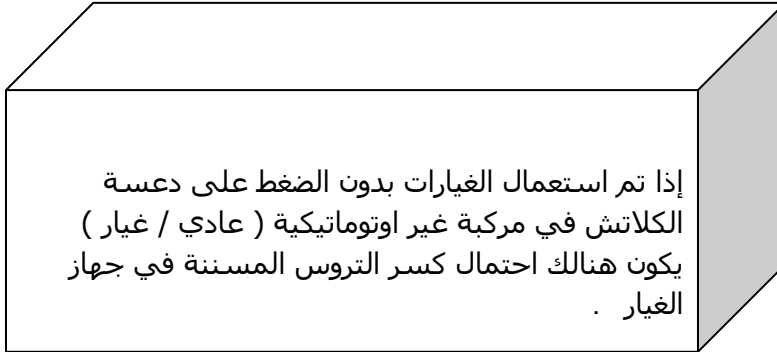 إذا تم استعمال الغيارات بدون الضغط على دعسة
الكلاتش في مركبة غير اوتوماتيكية ( عادي / غيار )
يكون هنالك احتمال كسر التروس المسننة في جهاز
الغيار .